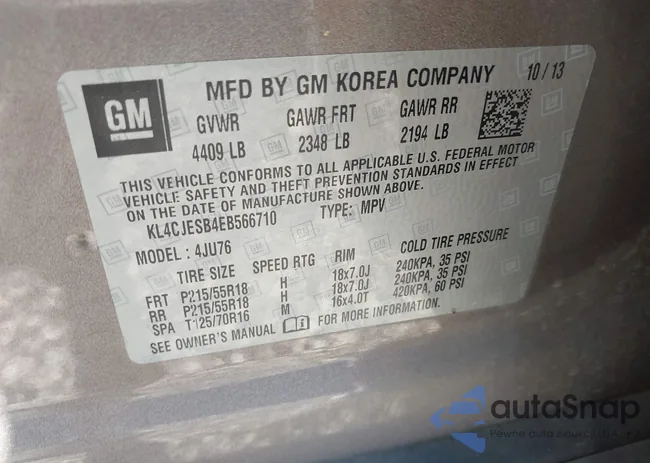 GM
MFD BY GM KOREA COMPANY 10/13
GVWR GAWR FRT GAWR RR
4409 LB 2348 LB 2194 LB
THIS VEHICLE CONFORMS TO ALL APPLICABLE U.S. FEDERAL MOTOR
VEHICLE SAFETY AND THEFT PREVENTION STANDARDS IN EFFECT
ON THE DATE OF MANUFACTURE SHOWN ABOVE.
KL4CJESB4EB566710 TYPE: MPV
MODEL: 4JU76
TIRE SIZE SPEED RTG RIM COLD TIRE PRESSURE
FRT P215/55R18 H 18x7.0J 240KPA, 35 PSI
RR P215/55R18 H 18x7.0J 240KPA, 35 PSI
SPA T125/70R16 M 16x4.0T 420KPA, 60 PSI
SEE OWNER'S MANUAL FOR MORE INFORMATION.
autaSnap
Pewne auta z